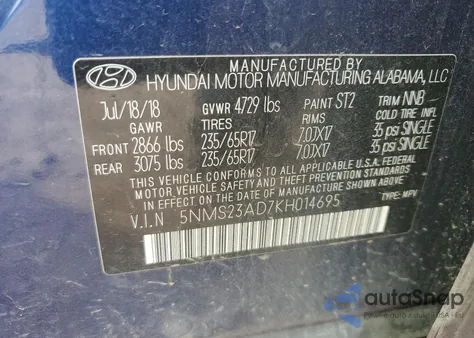 MANUFACTURED BY
HYUNDAI MOTOR MANUFACTURING ALABAMA, LLC
Jul/18/18 GVWR 4729 lbs PAINT ST2 TRIM NNB
GAWR TIRES RIMS
FRONT 2866 lbs 235/65R17 7.0JX17 35 psi SINGLE
REAR 3075 lbs 235/65R17 7.0JX17 35 psi SINGLE
THIS VEHICLE CONFORMS TO ALL APPLICABLE U.S.A. FEDERAL
MOTOR VEHICLE SAFETY, BUMPER, AND THEFT PREVENTION
STANDARDS IN EFFECT ON THE DATE OF MANUFACTURE SHOWN ABOVE.
V.I.N 5NMS23AD7KH014695 TYPE: MPV
autoSnap